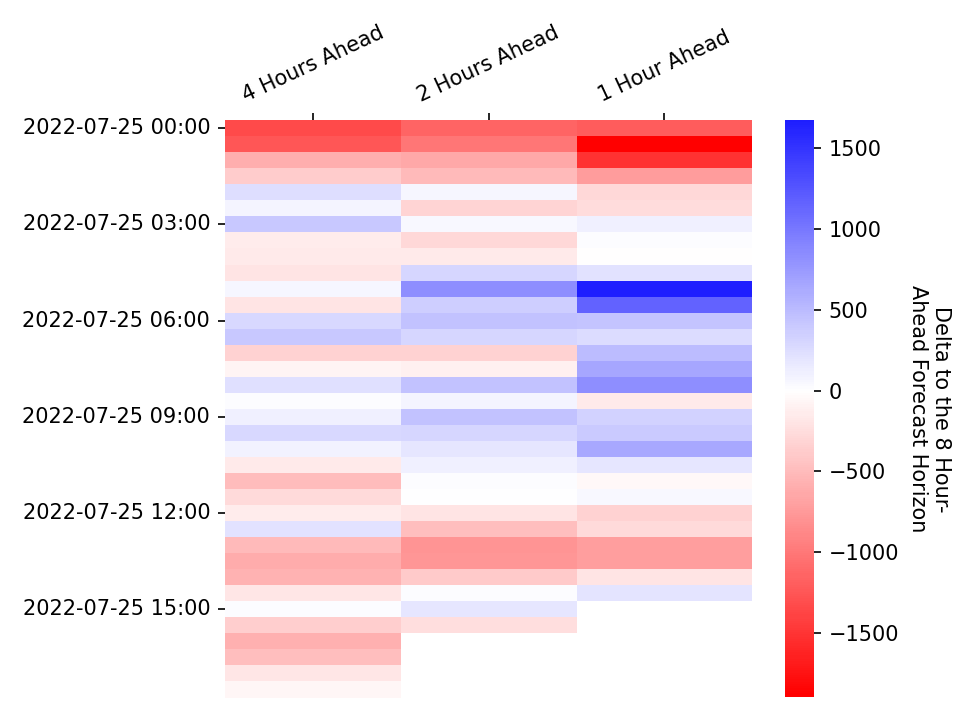 4 Hours Ahead
2 Hours Ahead
1 Hour Ahead
2022-07-25 00:00
2022-07-25 03:00
2022-07-25 06:00
2022-07-25 09:00
2022-07-25 12:00
2022-07-25 15:00
1500
1000
500
0
−500
−1000
−1500
Delta to the 8 Hour-
Ahead Forecast Horizon